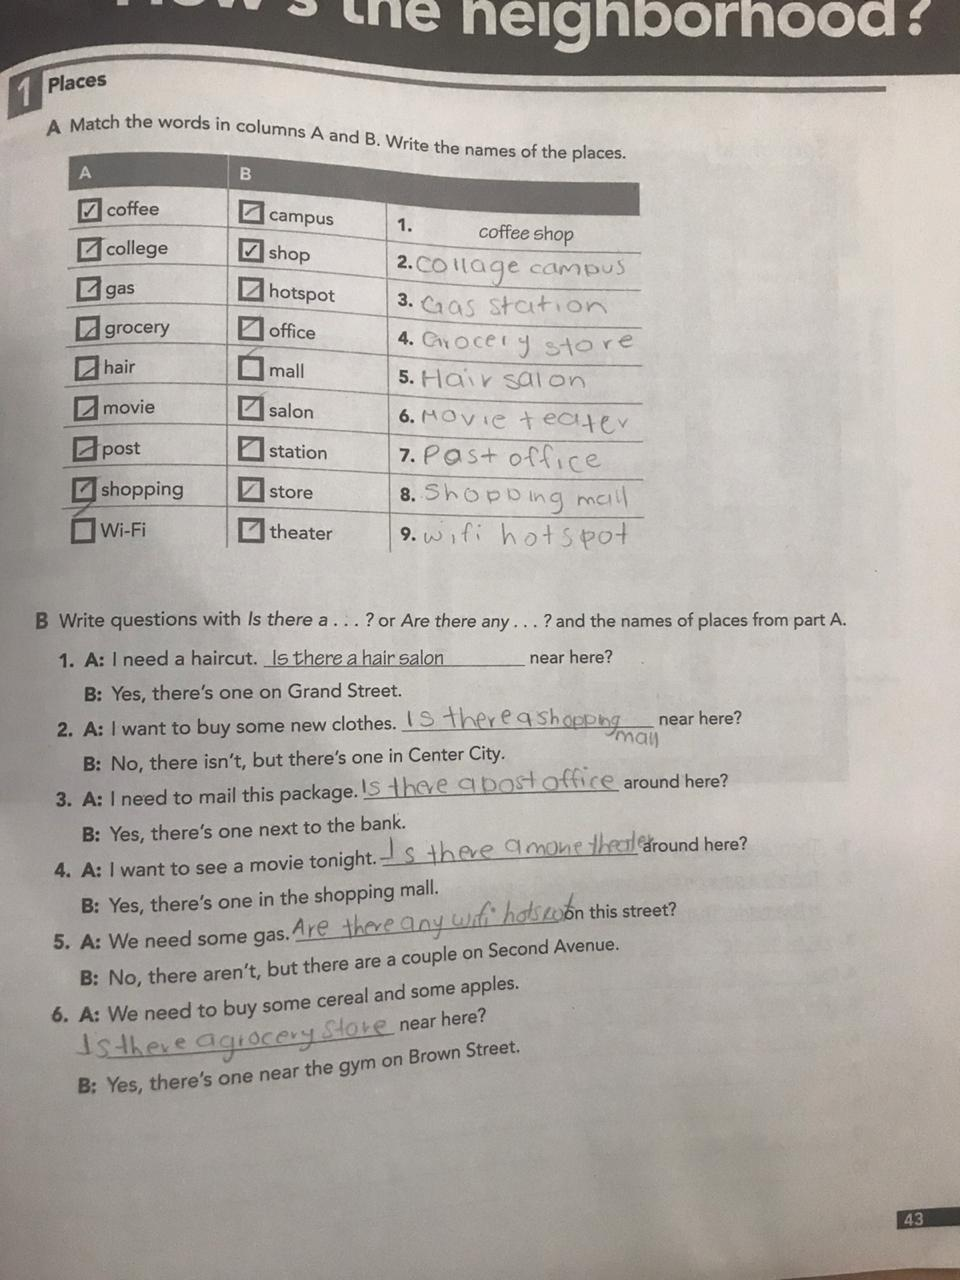 How's the neighborhood?
1 Places
A Match the words in columns A and B. Write the names of the places.
A B
coffee campus 1. coffee shop
college shop 2. collage campus
gas hotspot 3. Gas station
grocery office 4. Grocery store
hair mall 5. Hair salon
movie salon 6. Movie teater
post station 7. Past office
shopping store 8. Shopping mall
Wi-Fi theater 9. wifi hotspot
B Write questions with Is there a . . . ? or Are there any . . . ? and the names of places from part A.
1. A: I need a haircut. Is there a hair salon near here?
B: Yes, there's one on Grand Street.
2. A: I want to buy some new clothes. Is there a shopping near here?
mall
B: No, there isn't, but there's one in Center City.
3. A: I need to mail this package. Is there a post office around here?
B: Yes, there's one next to the bank.
4. A: I want to see a movie tonight. Is there a movie theater around here?
B: Yes, there's one in the shopping mall.
5. A: We need some gas. Are there any wifi hotspot on this street?
B: No, there aren't, but there are a couple on Second Avenue.
6. A: We need to buy some cereal and some apples.
Is there a grocery store near here?
B: Yes, there's one near the gym on Brown Street.
43